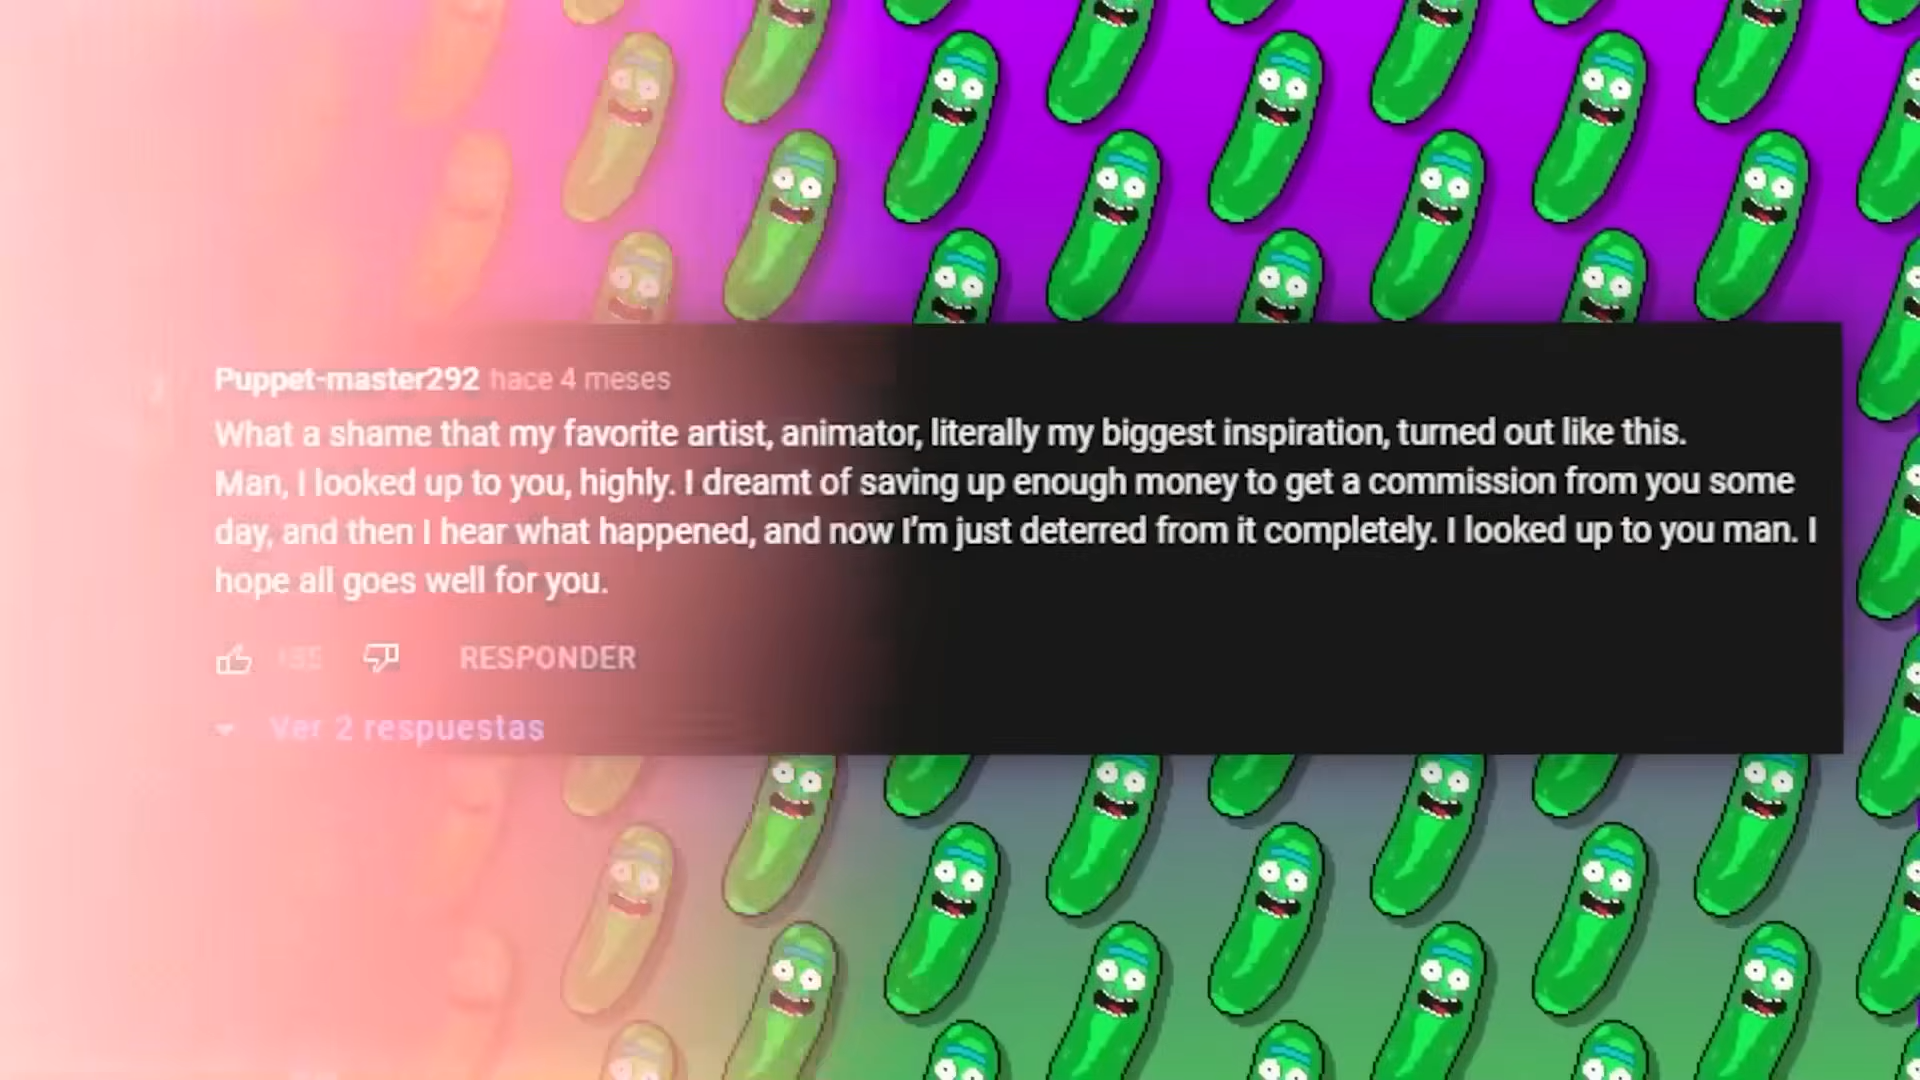 Puppet-master292 hace 4 meses
What a shame that my favorite artist, animator, literally my biggest inspiration, turned out like this.
Man, I looked up to you, highly. I dreamt of saving up enough money to get a commission from you some
day, and then I hear what happened, and now I'm just deterred from it completely. I looked up to you man. I
hope all goes well for you.
RESPONDER
Ver 2 respuestas